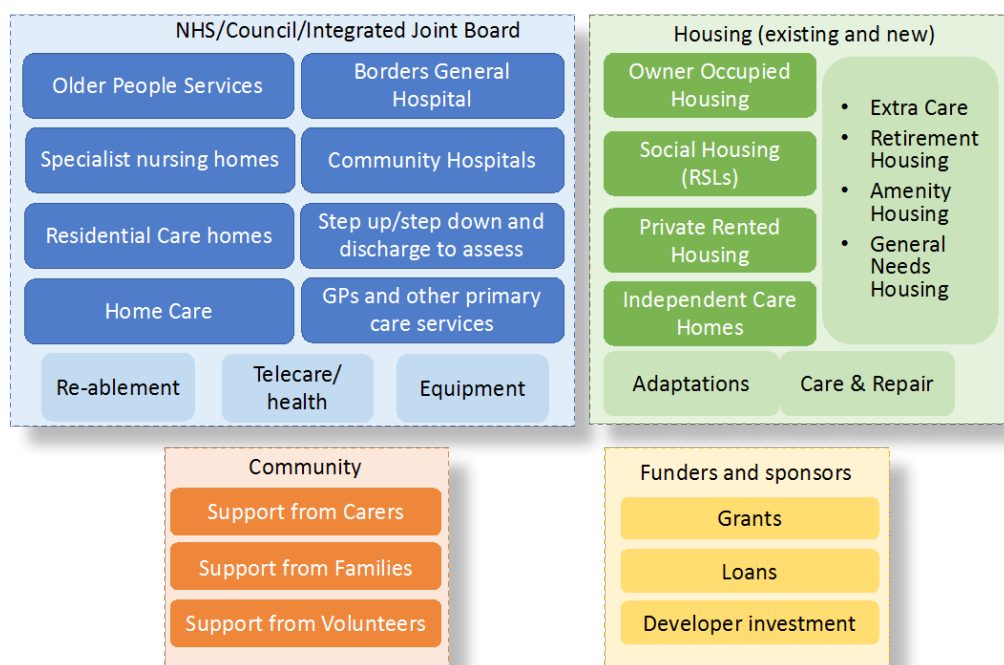 NHS/Council/Integrated Joint Board
Older People Services
Borders General
Hospital
Specialist nursing homes
Community Hospitals
Residential Care homes
Step up/step down and
discharge to assess
Home Care
GPs and other primary
care services
Re-ablement
Telecare/
health
Equipment
Housing (existing and new)
Owner Occupied
Housing
Social Housing
(RSLs)
Private Rented
Housing
Independent Care
Homes
• Extra Care
• Retirement
Housing
• Amenity
Housing
• General
Needs
Housing
Adaptations
Care & Repair
Community
Support from Carers
Support from Families
Support from Volunteers
Funders and sponsors
Grants
Loans
Developer investment